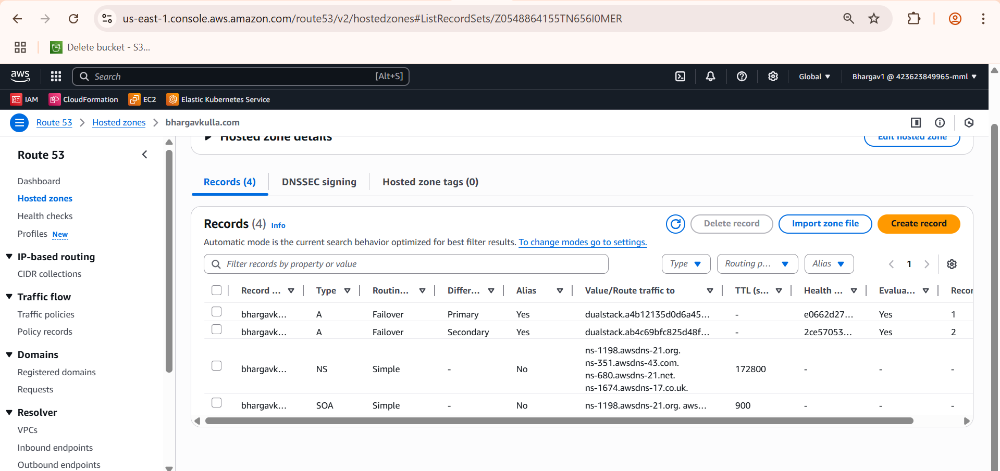 us-east-1.console.aws.amazon.com/route53/v2/hostedzones#ListRecordSets/Z0548864155TN656I0MER
Delete bucket - S3...
aws
Search [Alt+S]
Global
Bhargav1 @ 423623849965-mml
IAM
CloudFormation
EC2
Elastic Kubernetes Service
Route 53
Hosted zones
bhargavkulla.com
Hosted zone details
Edit hosted zone
Route 53
Dashboard
Hosted zones
Health checks
Profiles New
IP-based routing
CIDR collections
Traffic flow
Traffic policies
Policy records
Domains
Registered domains
Requests
Resolver
VPCs
Inbound endpoints
Outbound endpoints
Records (4)
DNSSEC signing
Hosted zone tags (0)
Records (4) Info
Delete record
Import zone file
Create record
Automatic mode is the current search behavior optimized for best filter results. To change modes go to settings.
Filter records by property or value
Type
Routing p...
Alias
1
Record ... Type Routin... Differ... Alias Value/Route traffic to TTL (s... Health ... Evalua... Recor
bhargavk... A Failover Primary Yes dualstack.a4b12135d0d6a45... - e0662d27... Yes 1
bhargavk... A Failover Secondary Yes dualstack.ab4c69bfc825d48f... - 2ce57053... Yes 2
ns-1198.awsdns-21.org.
ns-351.awsdns-43.com.
bhargavk... NS Simple - No 172800 - - -
ns-680.awsdns-21.net.
ns-1674.awsdns-17.co.uk.
bhargavk... SOA Simple - No ns-1198.awsdns-21.org. aws... 900 - - -